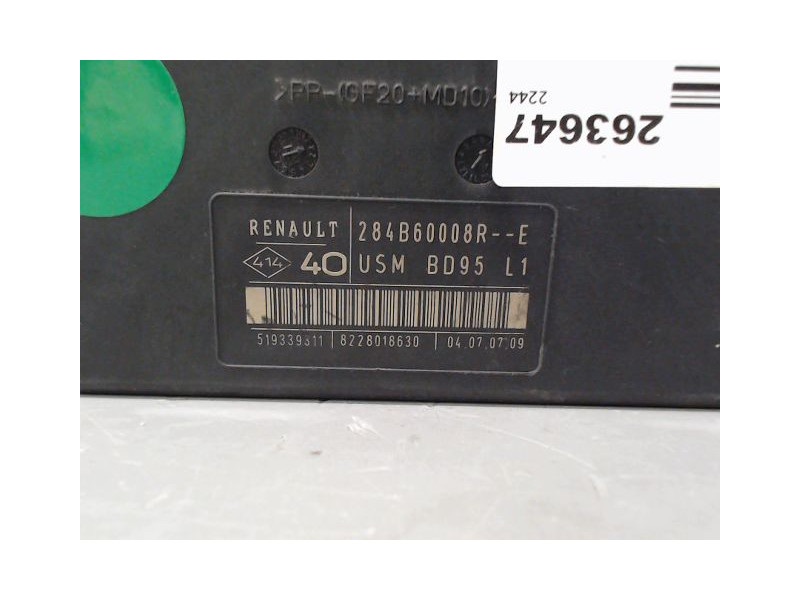 >PP-(GF20+MD10)<
263647
2244
RENAULT 284B60008R--E
414 40 USM BD95 L1
519339311 8228018630 04.07.07.09